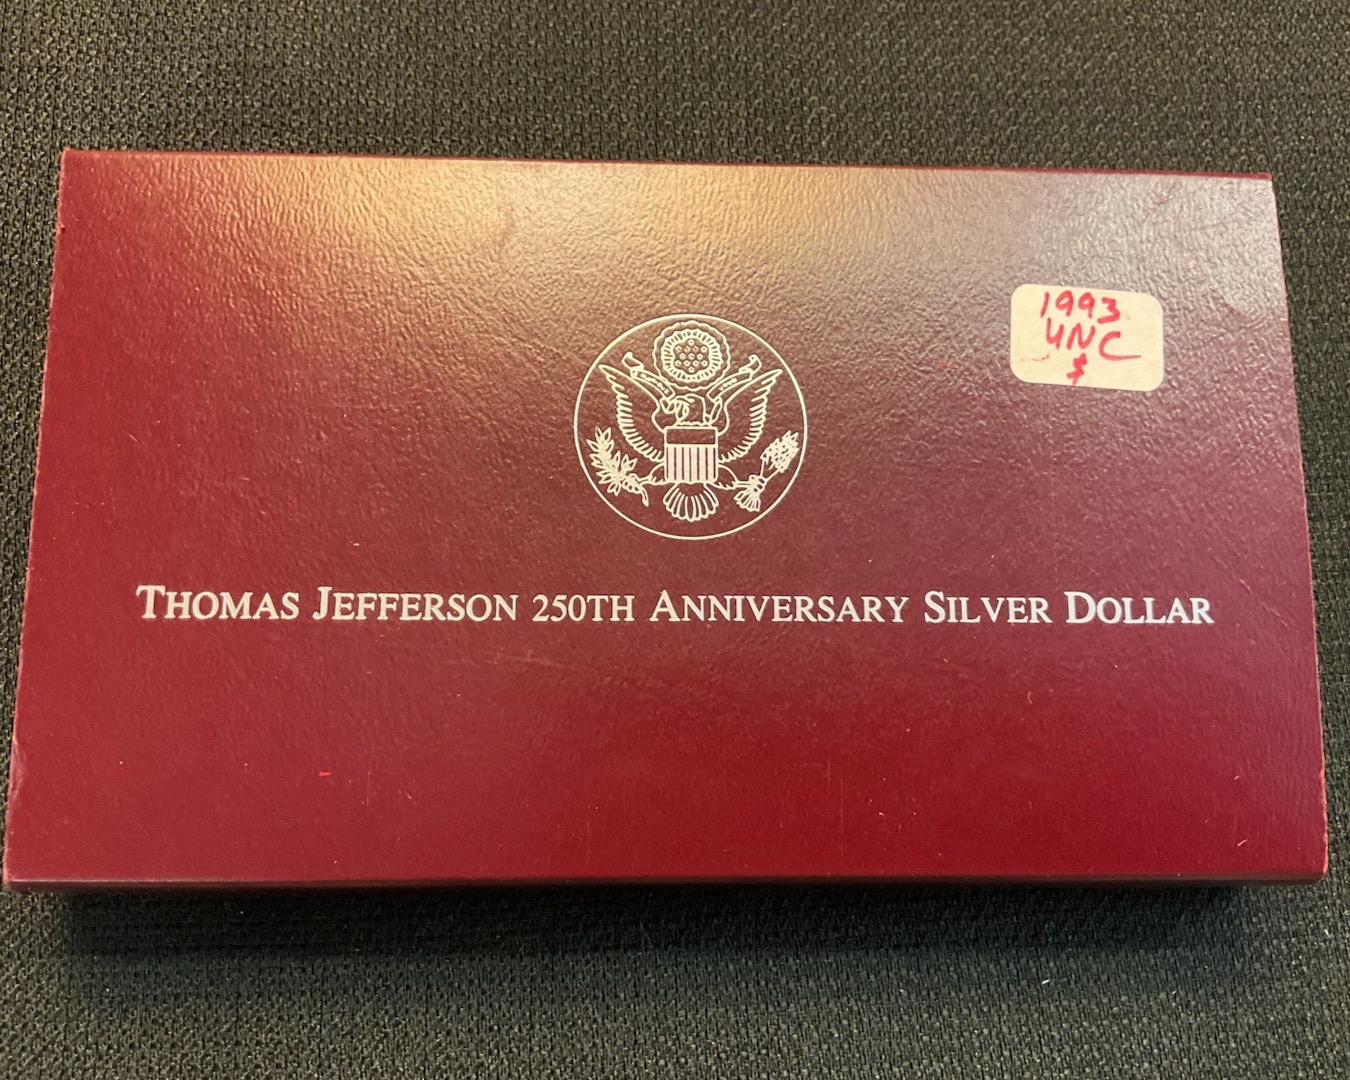 1993
UNC
$
THOMAS JEFFERSON 250TH ANNIVERSARY SILVER DOLLAR